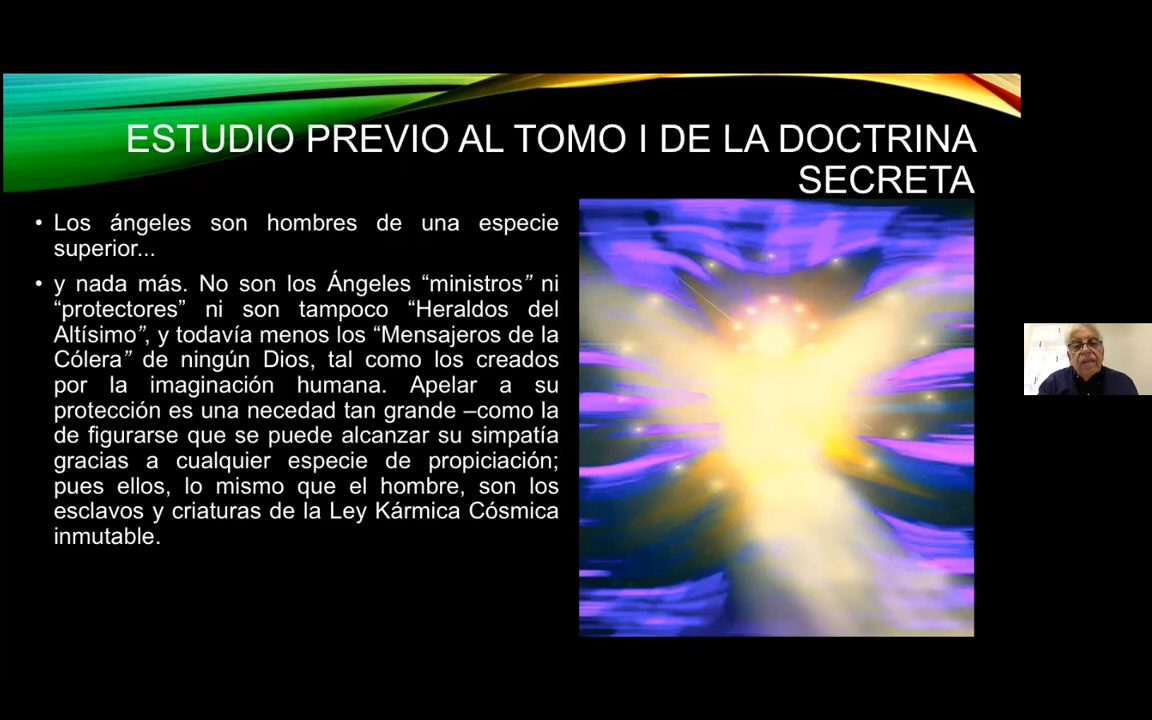 ESTUDIO PREVIO AL TOMO I DE LA DOCTRINA
SECRETA
• Los ángeles son hombres de una especie
superior...
• y nada más. No son los Ángeles “ministros” ni
“protectores” ni son tampoco “Heraldos del
Altísimo”, y todavía menos los “Mensajeros de la
Cólera” de ningún Dios, tal como los creados
por la imaginación humana. Apelar a su
protección es una necedad tan grande –como la
de figurarse que se puede alcanzar su simpatía
gracias a cualquier especie de propiciación;
pues ellos, lo mismo que el hombre, son los
esclavos y criaturas de la Ley Kármica Cósmica
inmutable.